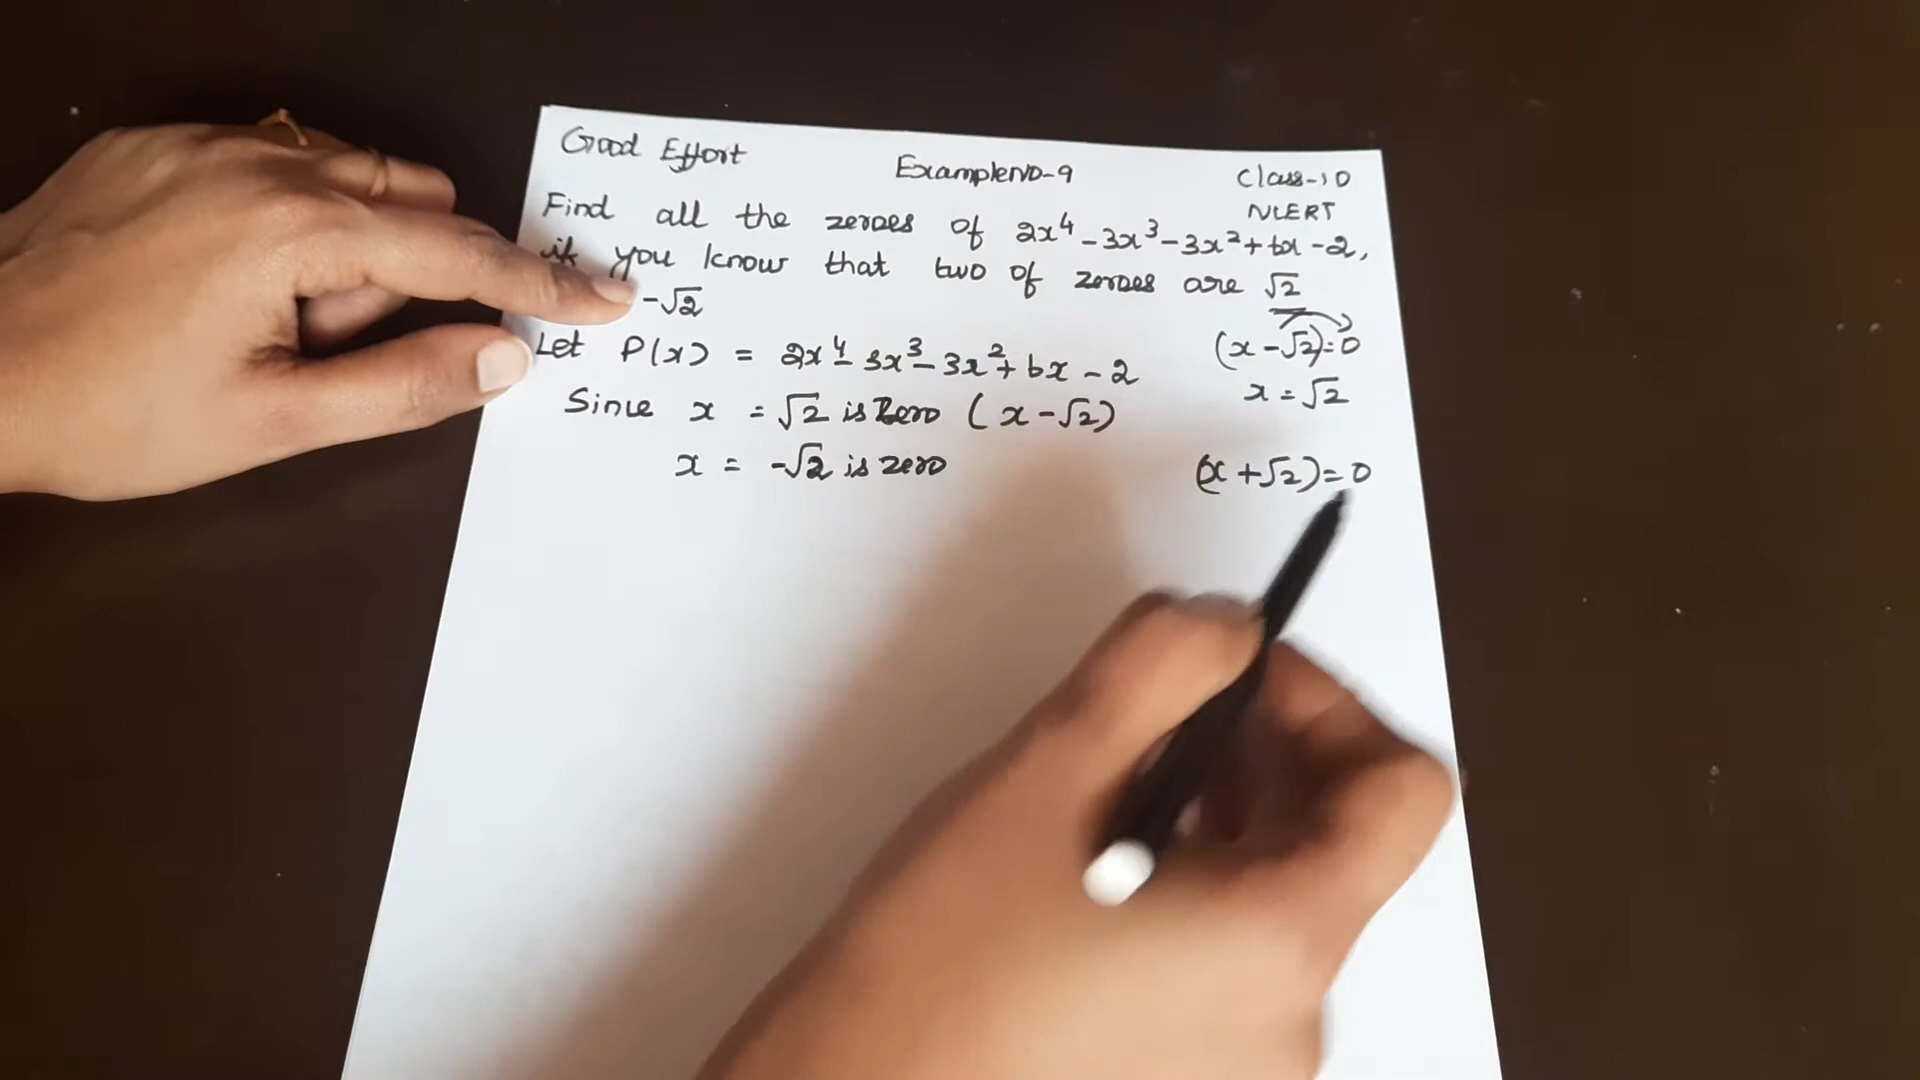 Good Effort
Example NO-9
Class-10
NCERT
Find all the zeroes of 2x⁴-3x³-3x²+6x-2,
if you know that two of zeroes are √2
-√2
Let P(x) = 2x⁴-3x³-3x²+6x-2
(x-√2)=0
x=√2
Since x = √2 is zero (x-√2)
x = -√2 is zero
(x+√2)=0